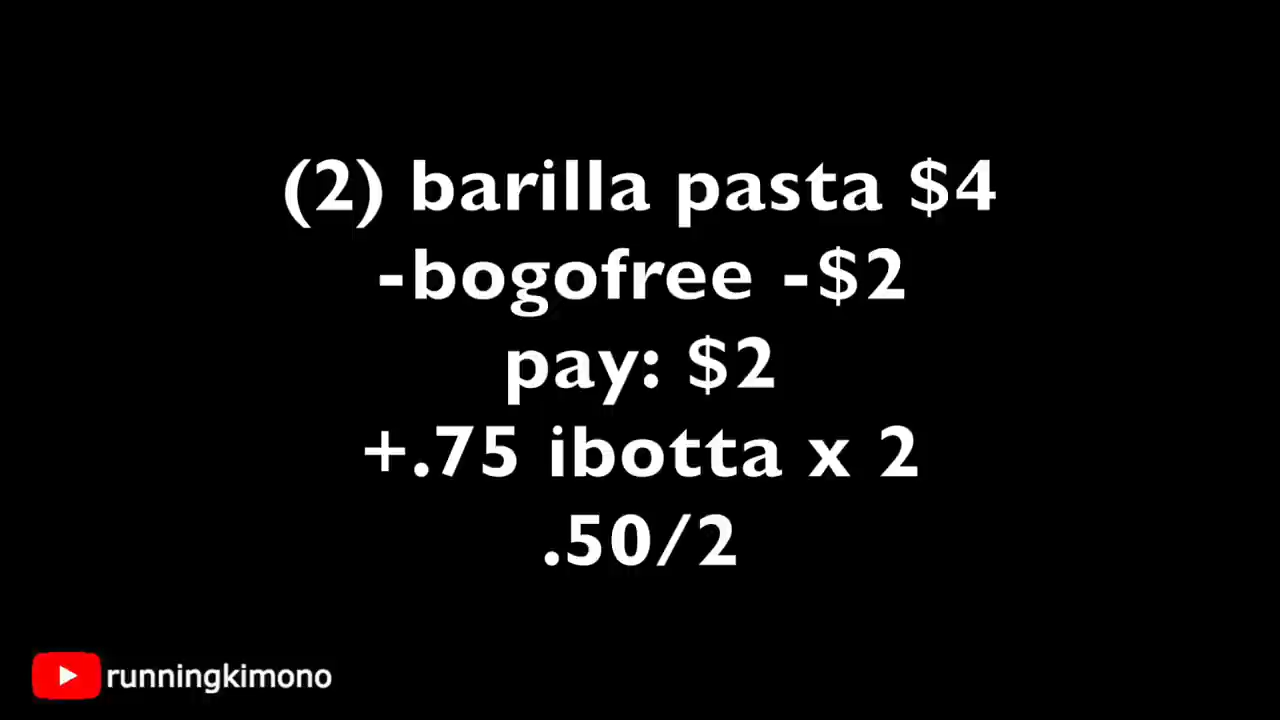 (2) barilla pasta $4
-bogofree -$2
pay: $2
+.75 ibotta x 2
.50/2
runningkimono